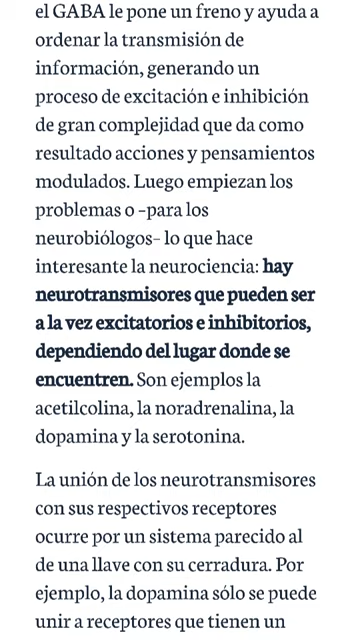 el GABA le pone un freno y ayuda a
ordenar la transmisión de
información, generando un
proceso de excitación e inhibición
de gran complejidad que da como
resultado acciones y pensamientos
modulados. Luego empiezan los
problemas o –para los
neurobiólogos– lo que hace
interesante la neurociencia: hay
neurotransmisores que pueden ser
a la vez excitatorios e inhibitorios,
dependiendo del lugar donde se
encuentren. Son ejemplos la
acetilcolina, la noradrenalina, la
dopamina y la serotonina.
La unión de los neurotransmisores
con sus respectivos receptores
ocurre por un sistema parecido al
de una llave con su cerradura. Por
ejemplo, la dopamina sólo se puede
unir a receptores que tienen un